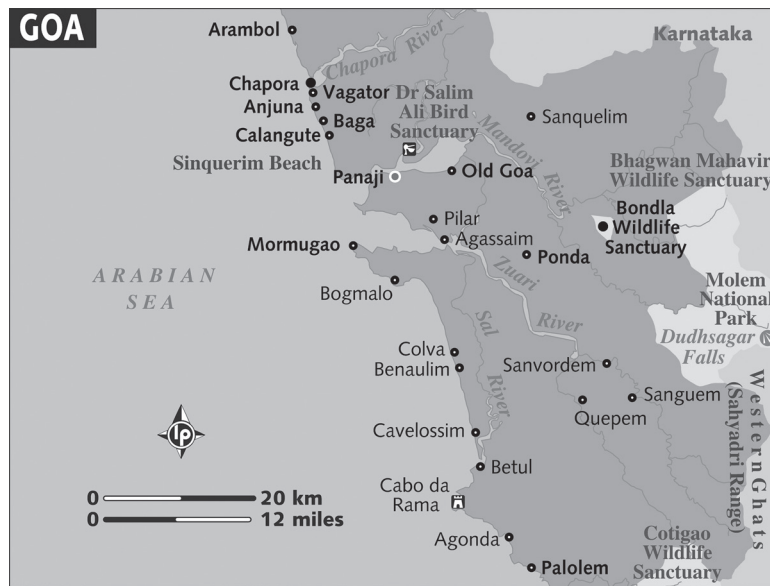 GOA
Arambol
Chapora River
Karnataka
Chapora
Vagator
Anjuna
Baga
Calangute
Dr Salim
Ali Bird
Sanctuary
Sanquelim
Mandovi
River
Sinquerim Beach
Bhagwan Mahavir
Wildlife Sanctuary
Panaji
Old Goa
Bondla
Wildlife
Sanctuary
Pilar
Agassaim
Mormugao
Ponda
Zuari
River
ARABIAN
SEA
Bogmalo
Molem
National
Park
Dudhsagar
Falls
Sal
River
Colva
Benaulim
Sanvordem
Sanguem
Quepem
Western Ghats
(Sahyadri Range)
Cavelossim
lp
Betul
Cabo da
Rama
0 20 km
0 12 miles
Agonda
Palolem
Cotigao
Wildlife
Sanctuary